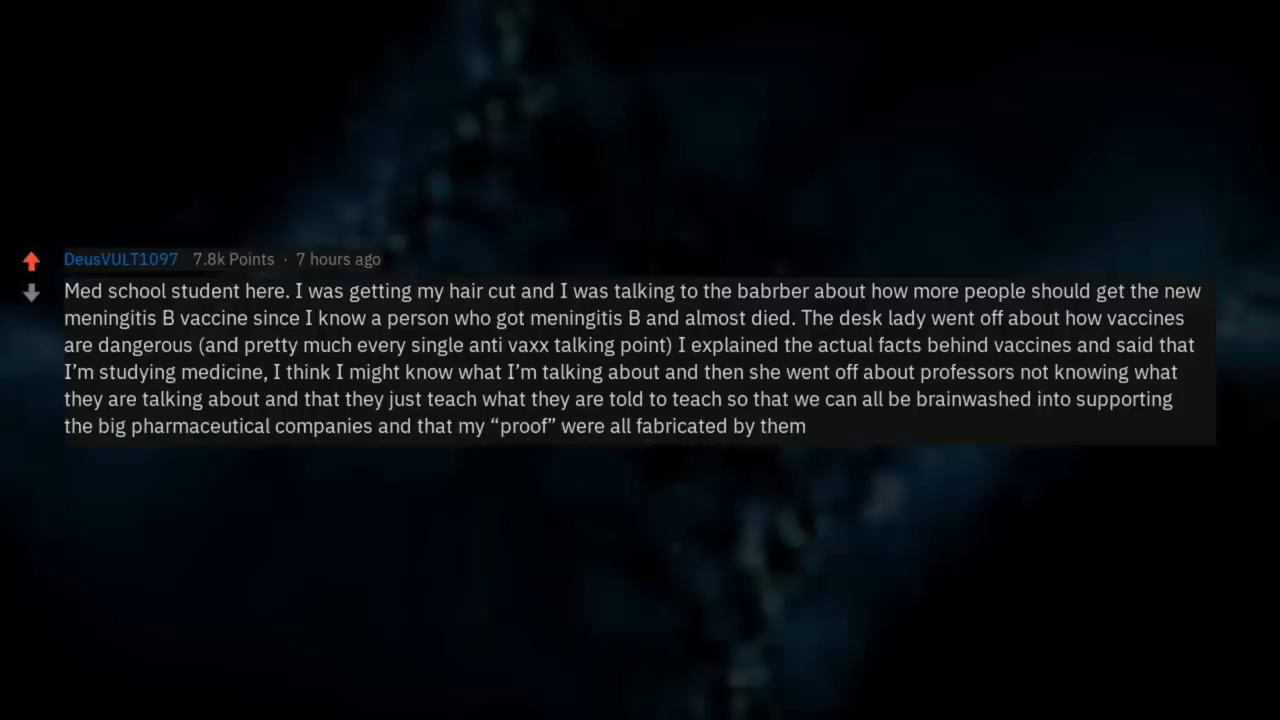 DeusVULT1097 7.8k Points · 7 hours ago
Med school student here. I was getting my hair cut and I was talking to the babrber about how more people should get the new
meningitis B vaccine since I know a person who got meningitis B and almost died. The desk lady went off about how vaccines
are dangerous (and pretty much every single anti vaxx talking point) I explained the actual facts behind vaccines and said that
I’m studying medicine, I think I might know what I’m talking about and then she went off about professors not knowing what
they are talking about and that they just teach what they are told to teach so that we can all be brainwashed into supporting
the big pharmaceutical companies and that my “proof” were all fabricated by them